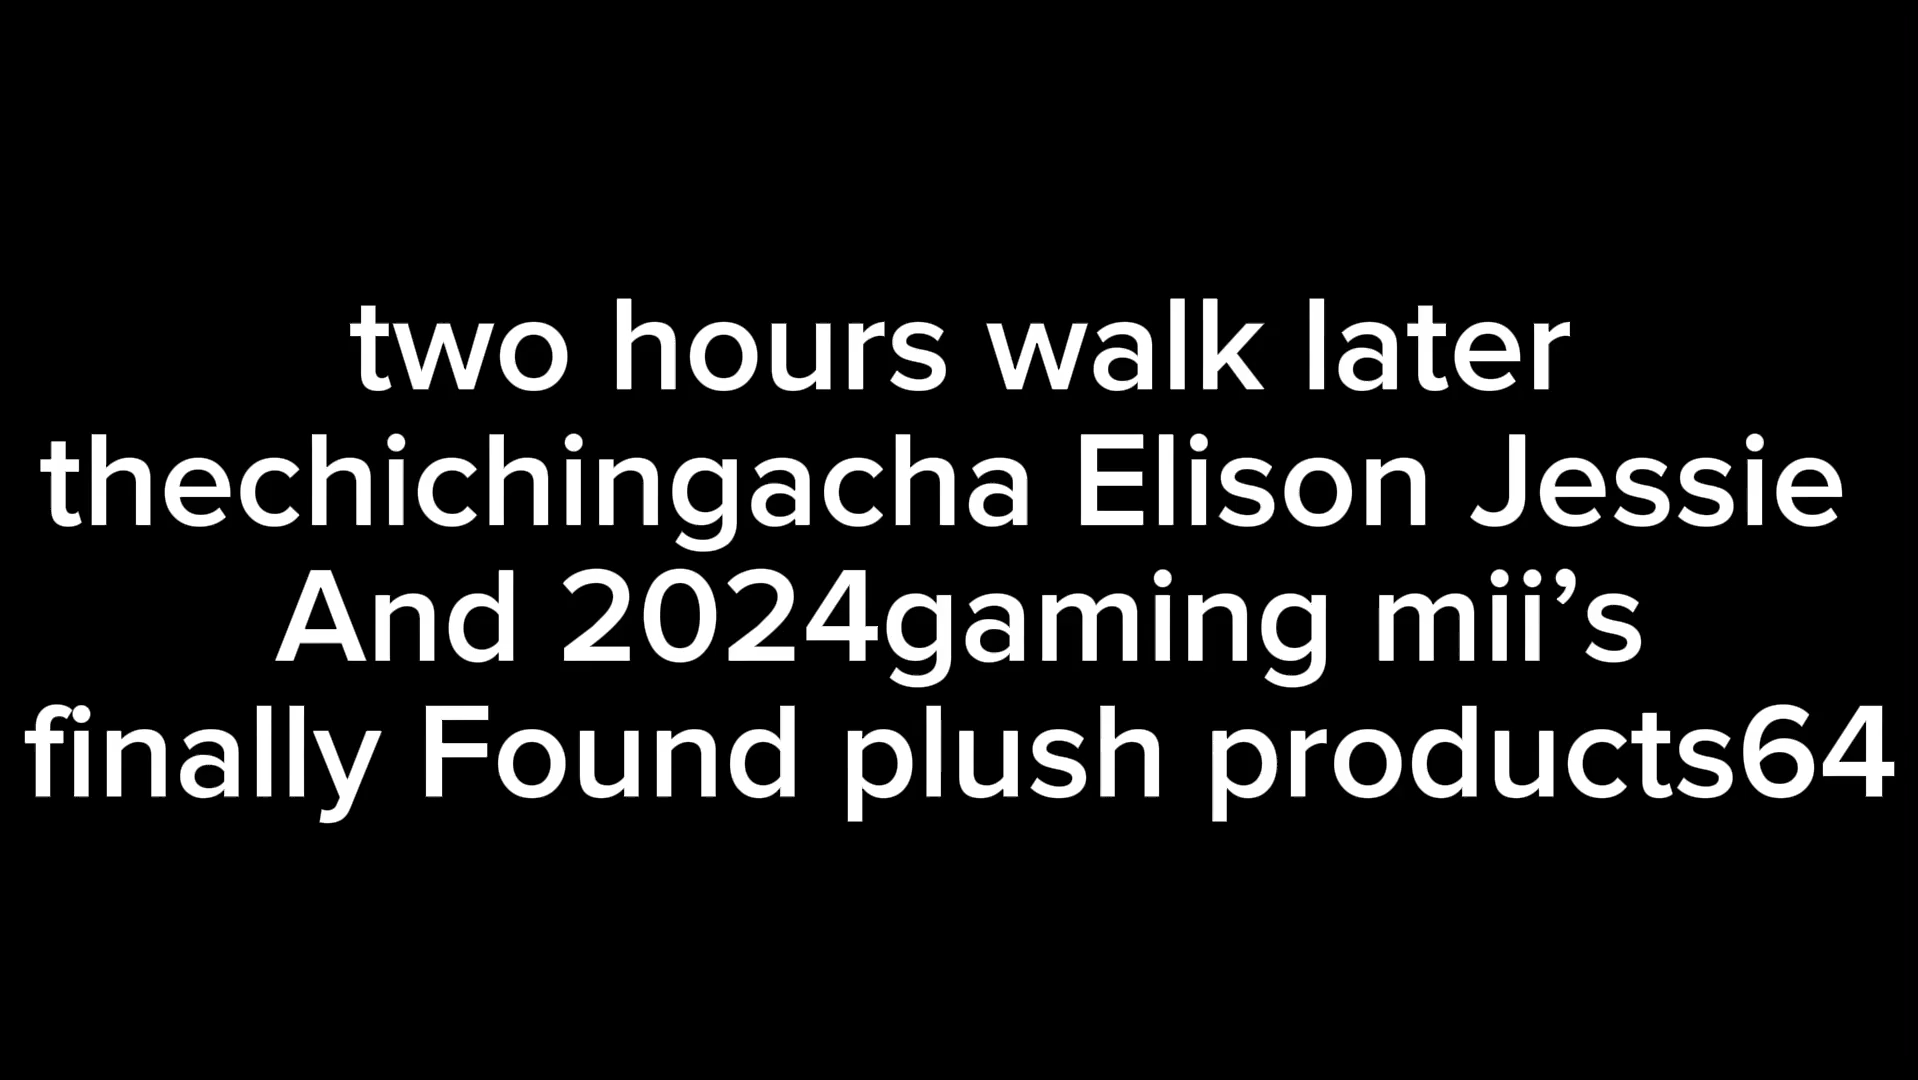 two hours walk later
thechichingacha Elison Jessie
And 2024gaming mii’s
finally Found plush products64